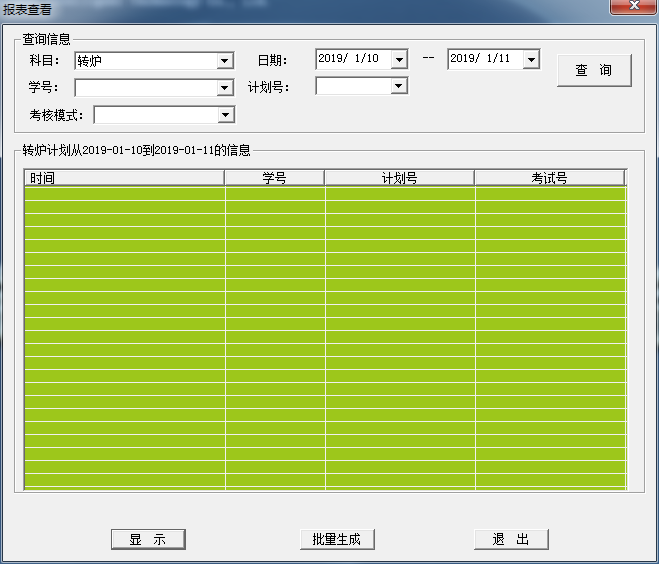 报表查看
查询信息
科目： 转炉 日期： 2019/ 1/10 -- 2019/ 1/11 查 询
学号： 计划号：
考核模式：
转炉计划从2019-01-10到2019-01-11的信息
时间 学号 计划号 考试号
显 示 批量生成 退 出